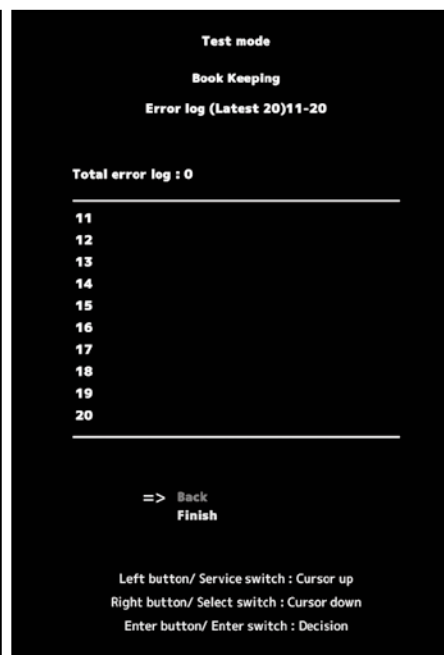 Test mode
Book Keeping
Error log (Latest 20)11-20
Total error log : 0
11
12
13
14
15
16
17
18
19
20
=> Back
Finish
Left button/ Service switch : Cursor up
Right button/ Select switch : Cursor down
Enter button/ Enter switch : Decision